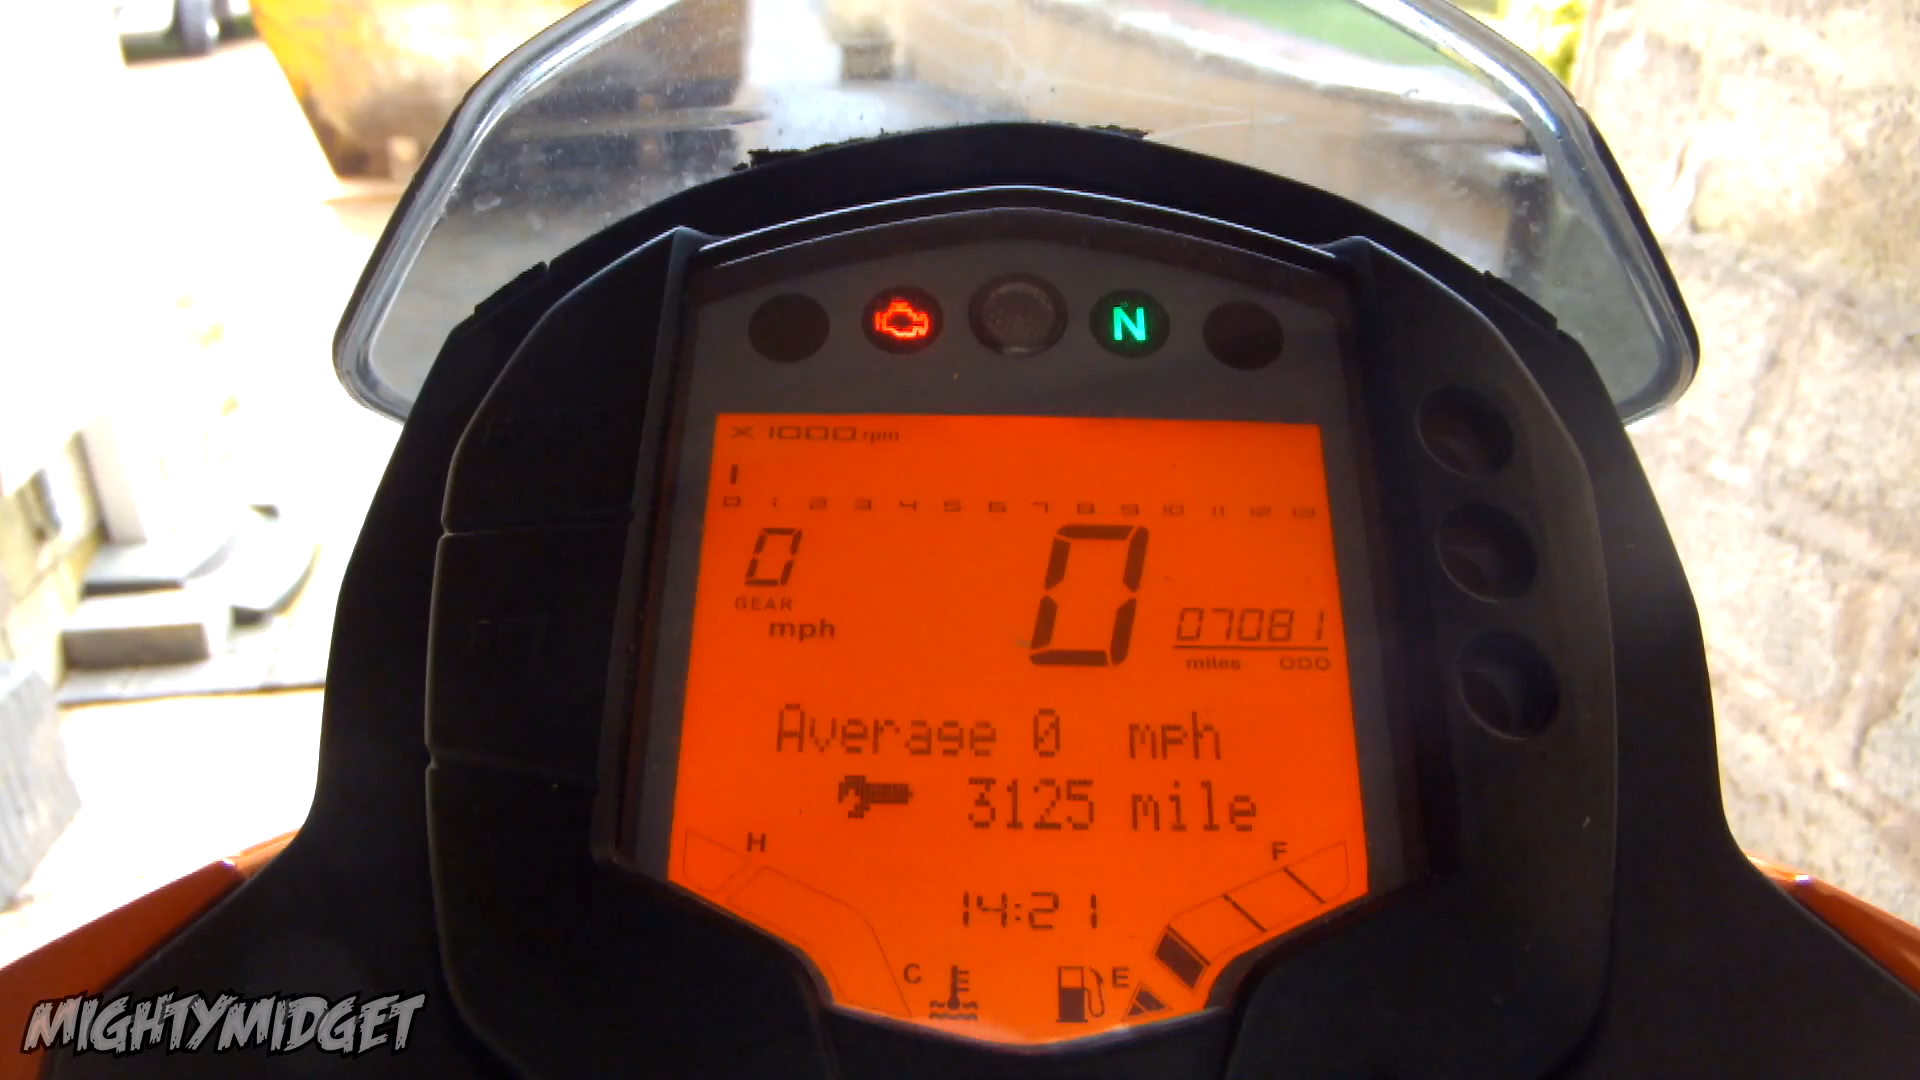 N
X 1000 rpm
0 1 2 3 4 5 6 7 8 9 10 11 12 13
0
GEAR
mph
0
07081
miles ODO
Average 0 mph
3125 mile
H
F
14:21
C
E
MIGHTYMIDGET